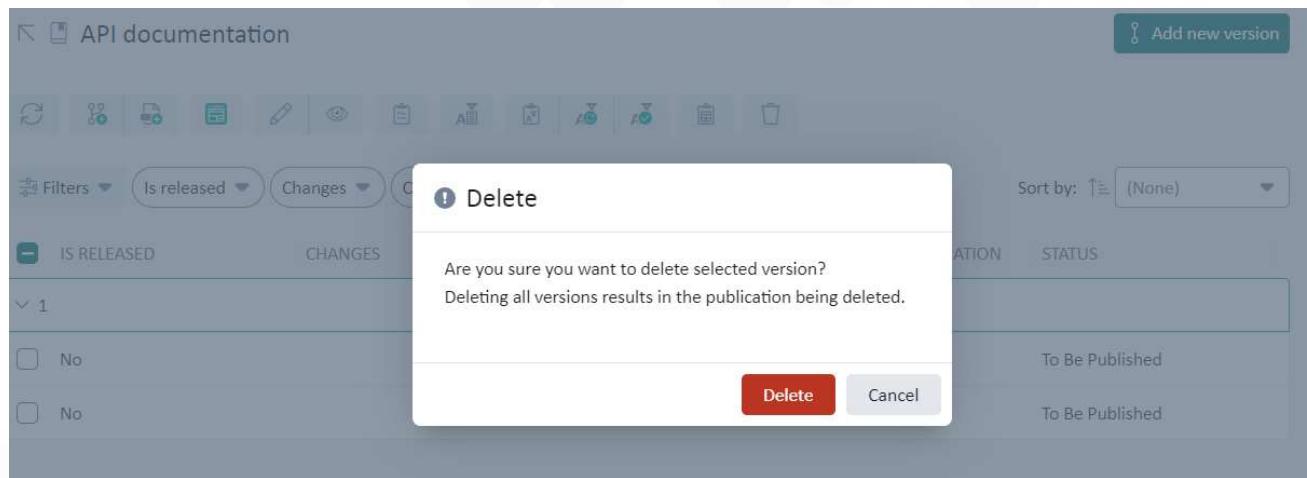 API documentation
Add new version
Filters
Is released
Changes
Sort by:
(None)
IS RELEASED
CHANGES
ATION
STATUS
1
No
To Be Published
No
To Be Published
Delete
Are you sure you want to delete selected version?
Deleting all versions results in the publication being deleted.
Delete
Cancel